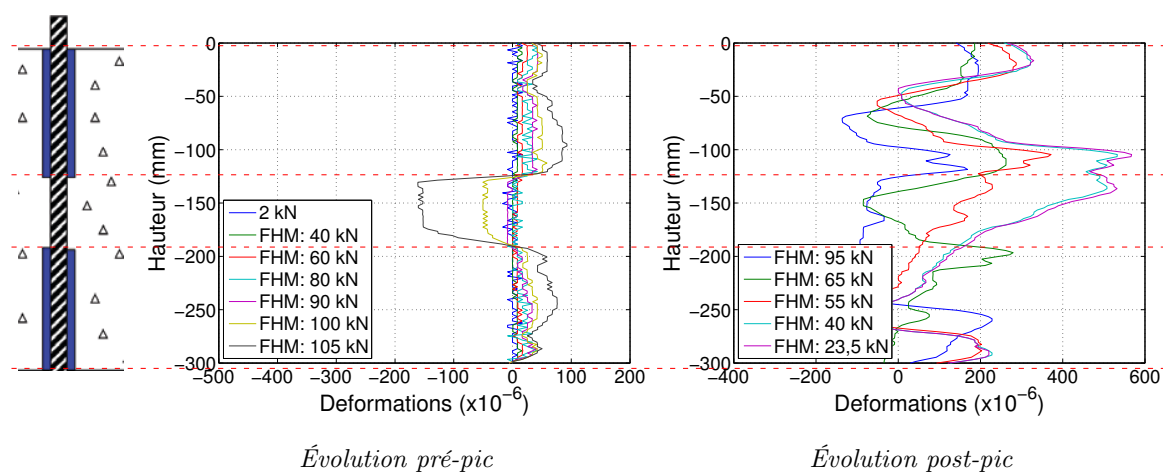 0
−50
−100
−150
−200
−250
−300
Hauteur (mm)
2 kN
FHM: 40 kN
FHM: 60 kN
FHM: 80 kN
FHM: 90 kN
FHM: 100 kN
FHM: 105 kN
−500 −400 −300 −200 −100 0 100 200
Deformations (x10−6)
Évolution pré-pic
0
−50
−100
−150
−200
−250
−300
Hauteur (mm)
FHM: 95 kN
FHM: 65 kN
FHM: 55 kN
FHM: 40 kN
FHM: 23,5 kN
−400 −200 0 200 400 600
Deformations (x10−6)
Évolution post-pic